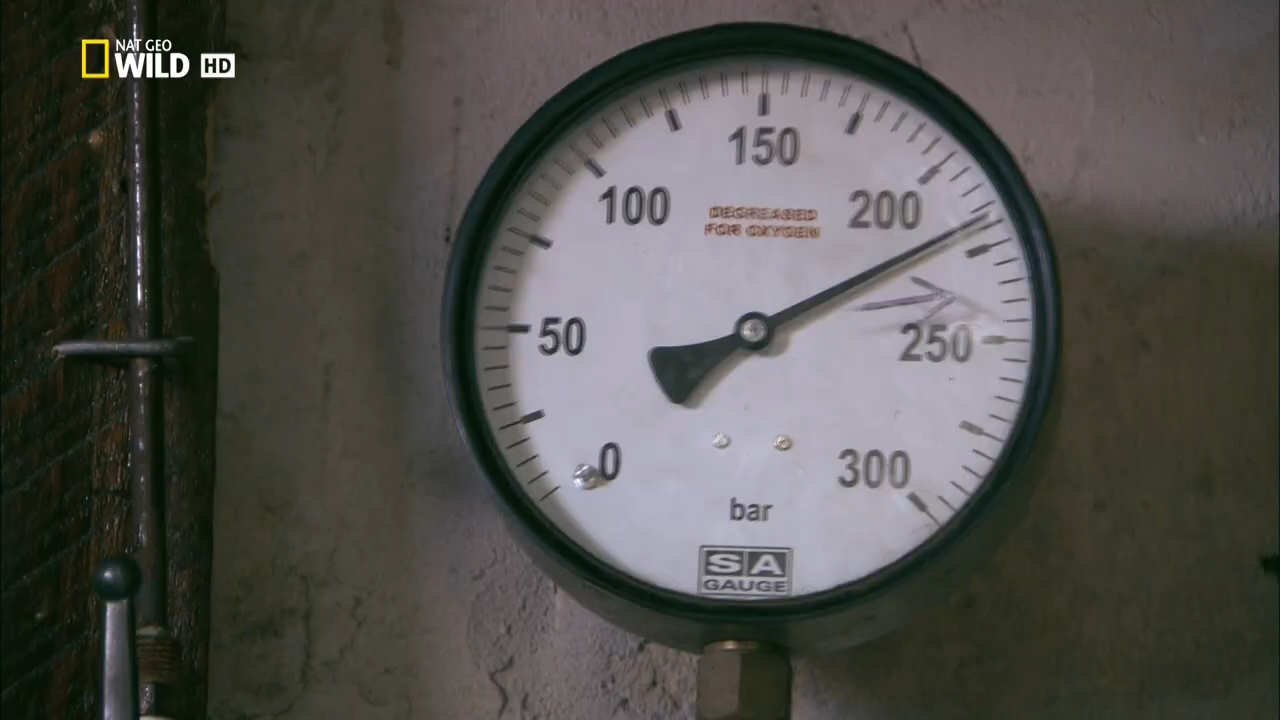 NAT GEO
WILD HD
150
100
200
DEGREASED
FOR OXYGEN
50
250
0
300
bar
SA
GAUGE